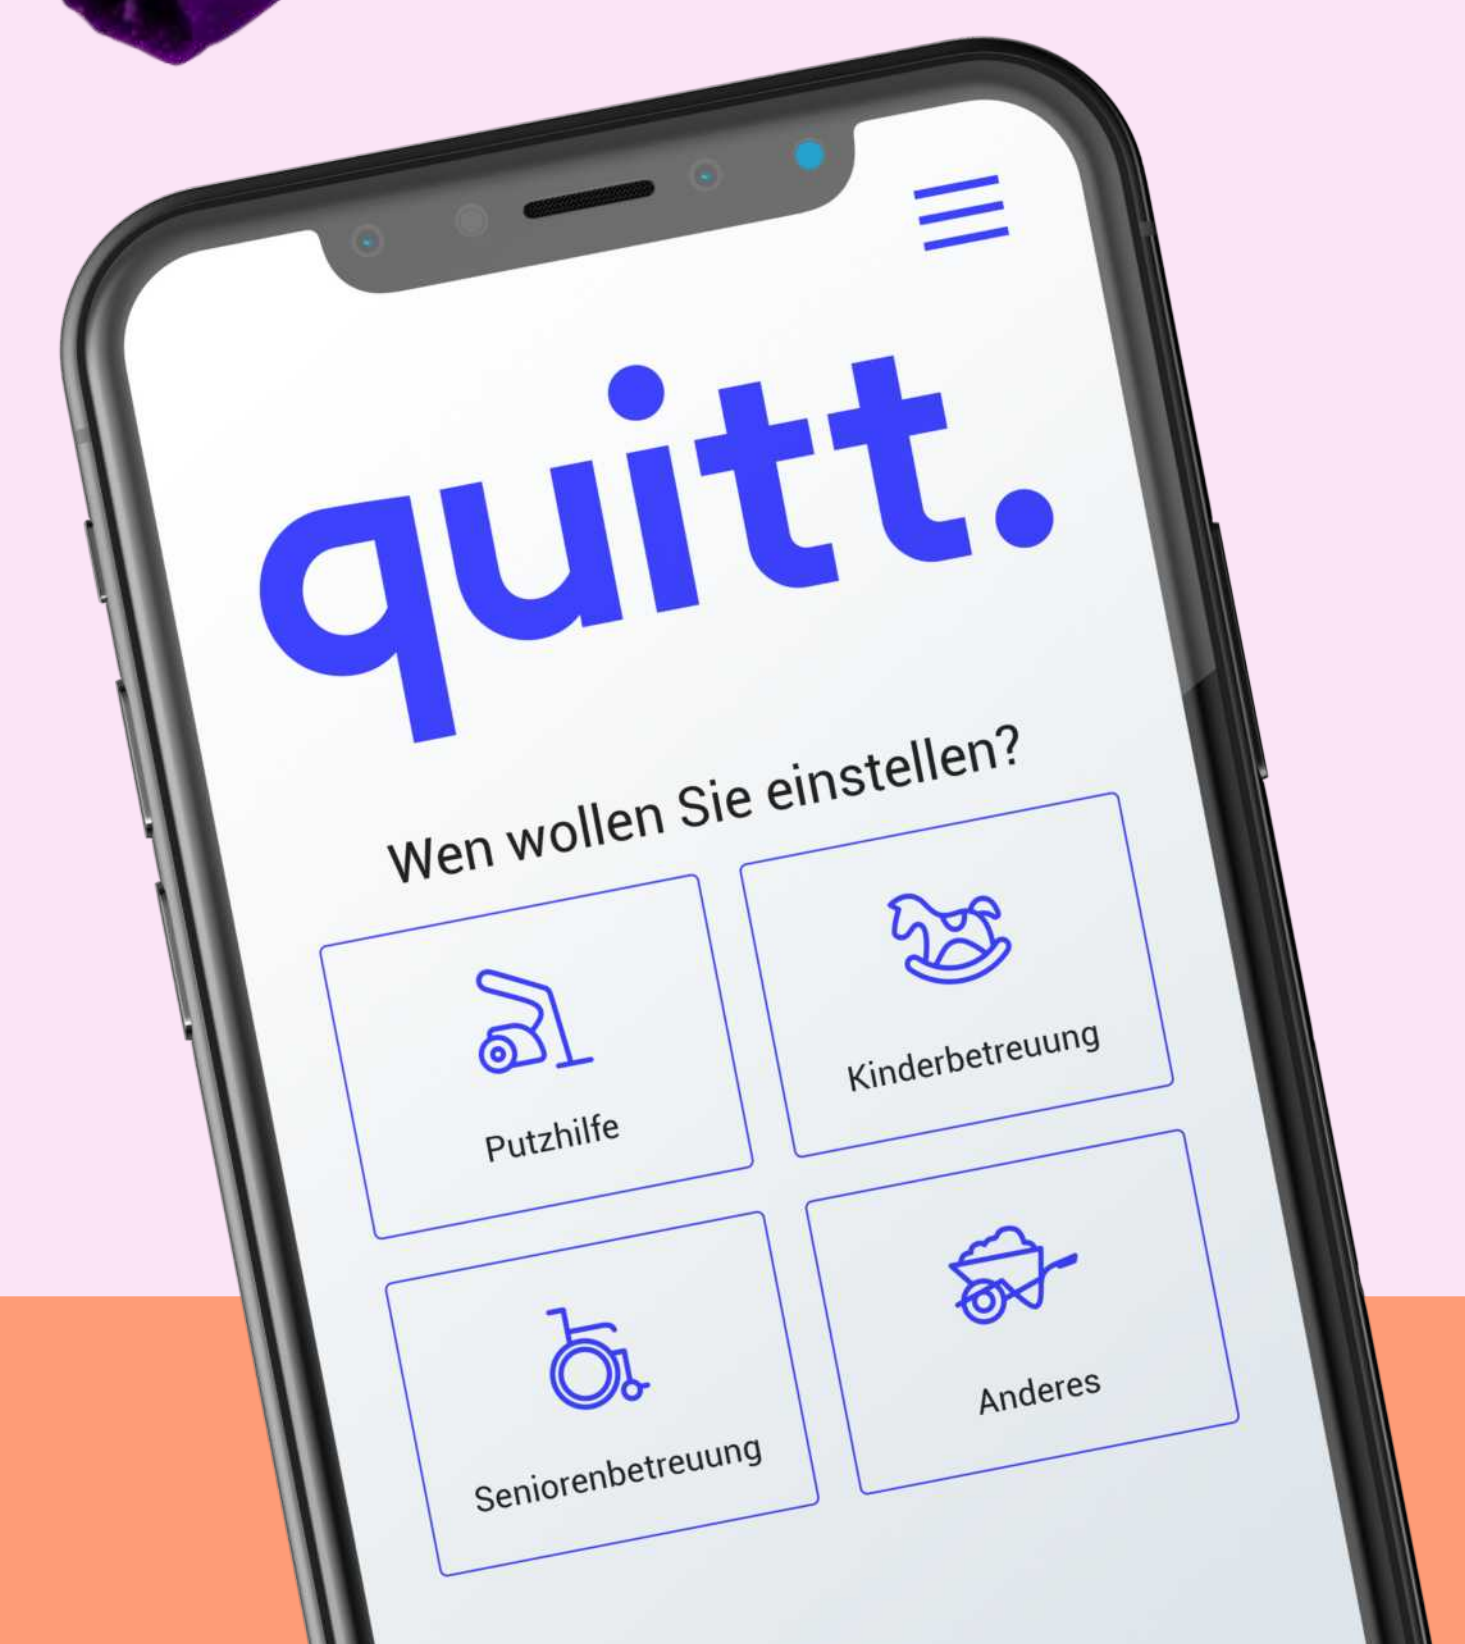 quitt.
Wen wollen Sie einstellen?
Putzhilfe
Kinderbetreuung
Seniorenbetreuung
Anderes